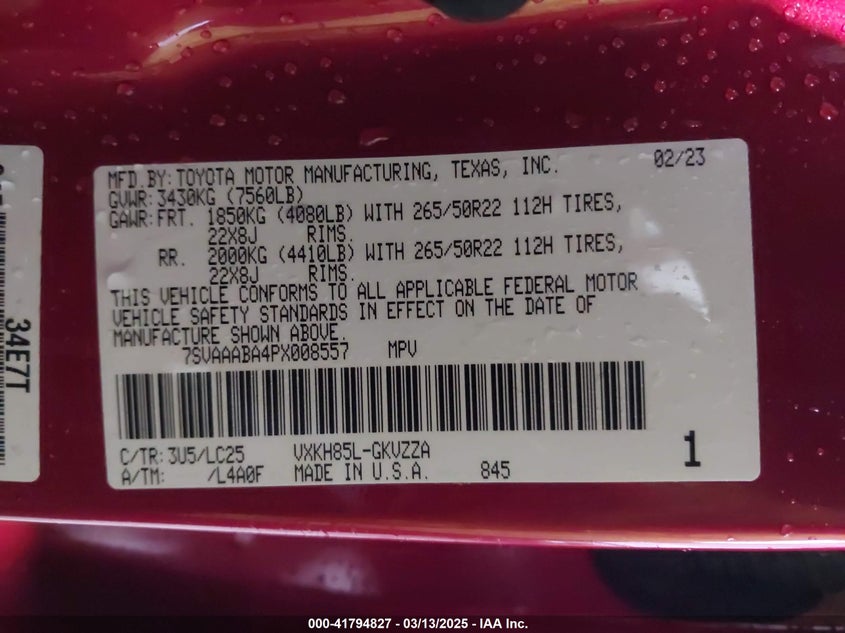 MFD.BY:TOYOTA MOTOR MANUFACTURING, TEXAS, INC. 02/23
GVWR:3430KG (7560LB)
GAWR:FRT. 1850KG (4080LB) WITH 265/50R22 112H TIRES,
22X8J RIMS.
RR. 2000KG (4410LB) WITH 265/50R22 112H TIRES,
22X8J RIMS.
THIS VEHICLE CONFORMS TO ALL APPLICABLE FEDERAL MOTOR
VEHICLE SAFETY STANDARDS IN EFFECT ON THE DATE OF
MANUFACTURE SHOWN ABOVE.
7SVAAABA4PX008557 MPV
C/TR:3U5/LC25 VXKH85L-GKVZZA
A/TM: /L4A0F MADE IN U.S.A. 845
1
34E7T
000-41794827 - 03/13/2025 - IAA Inc.